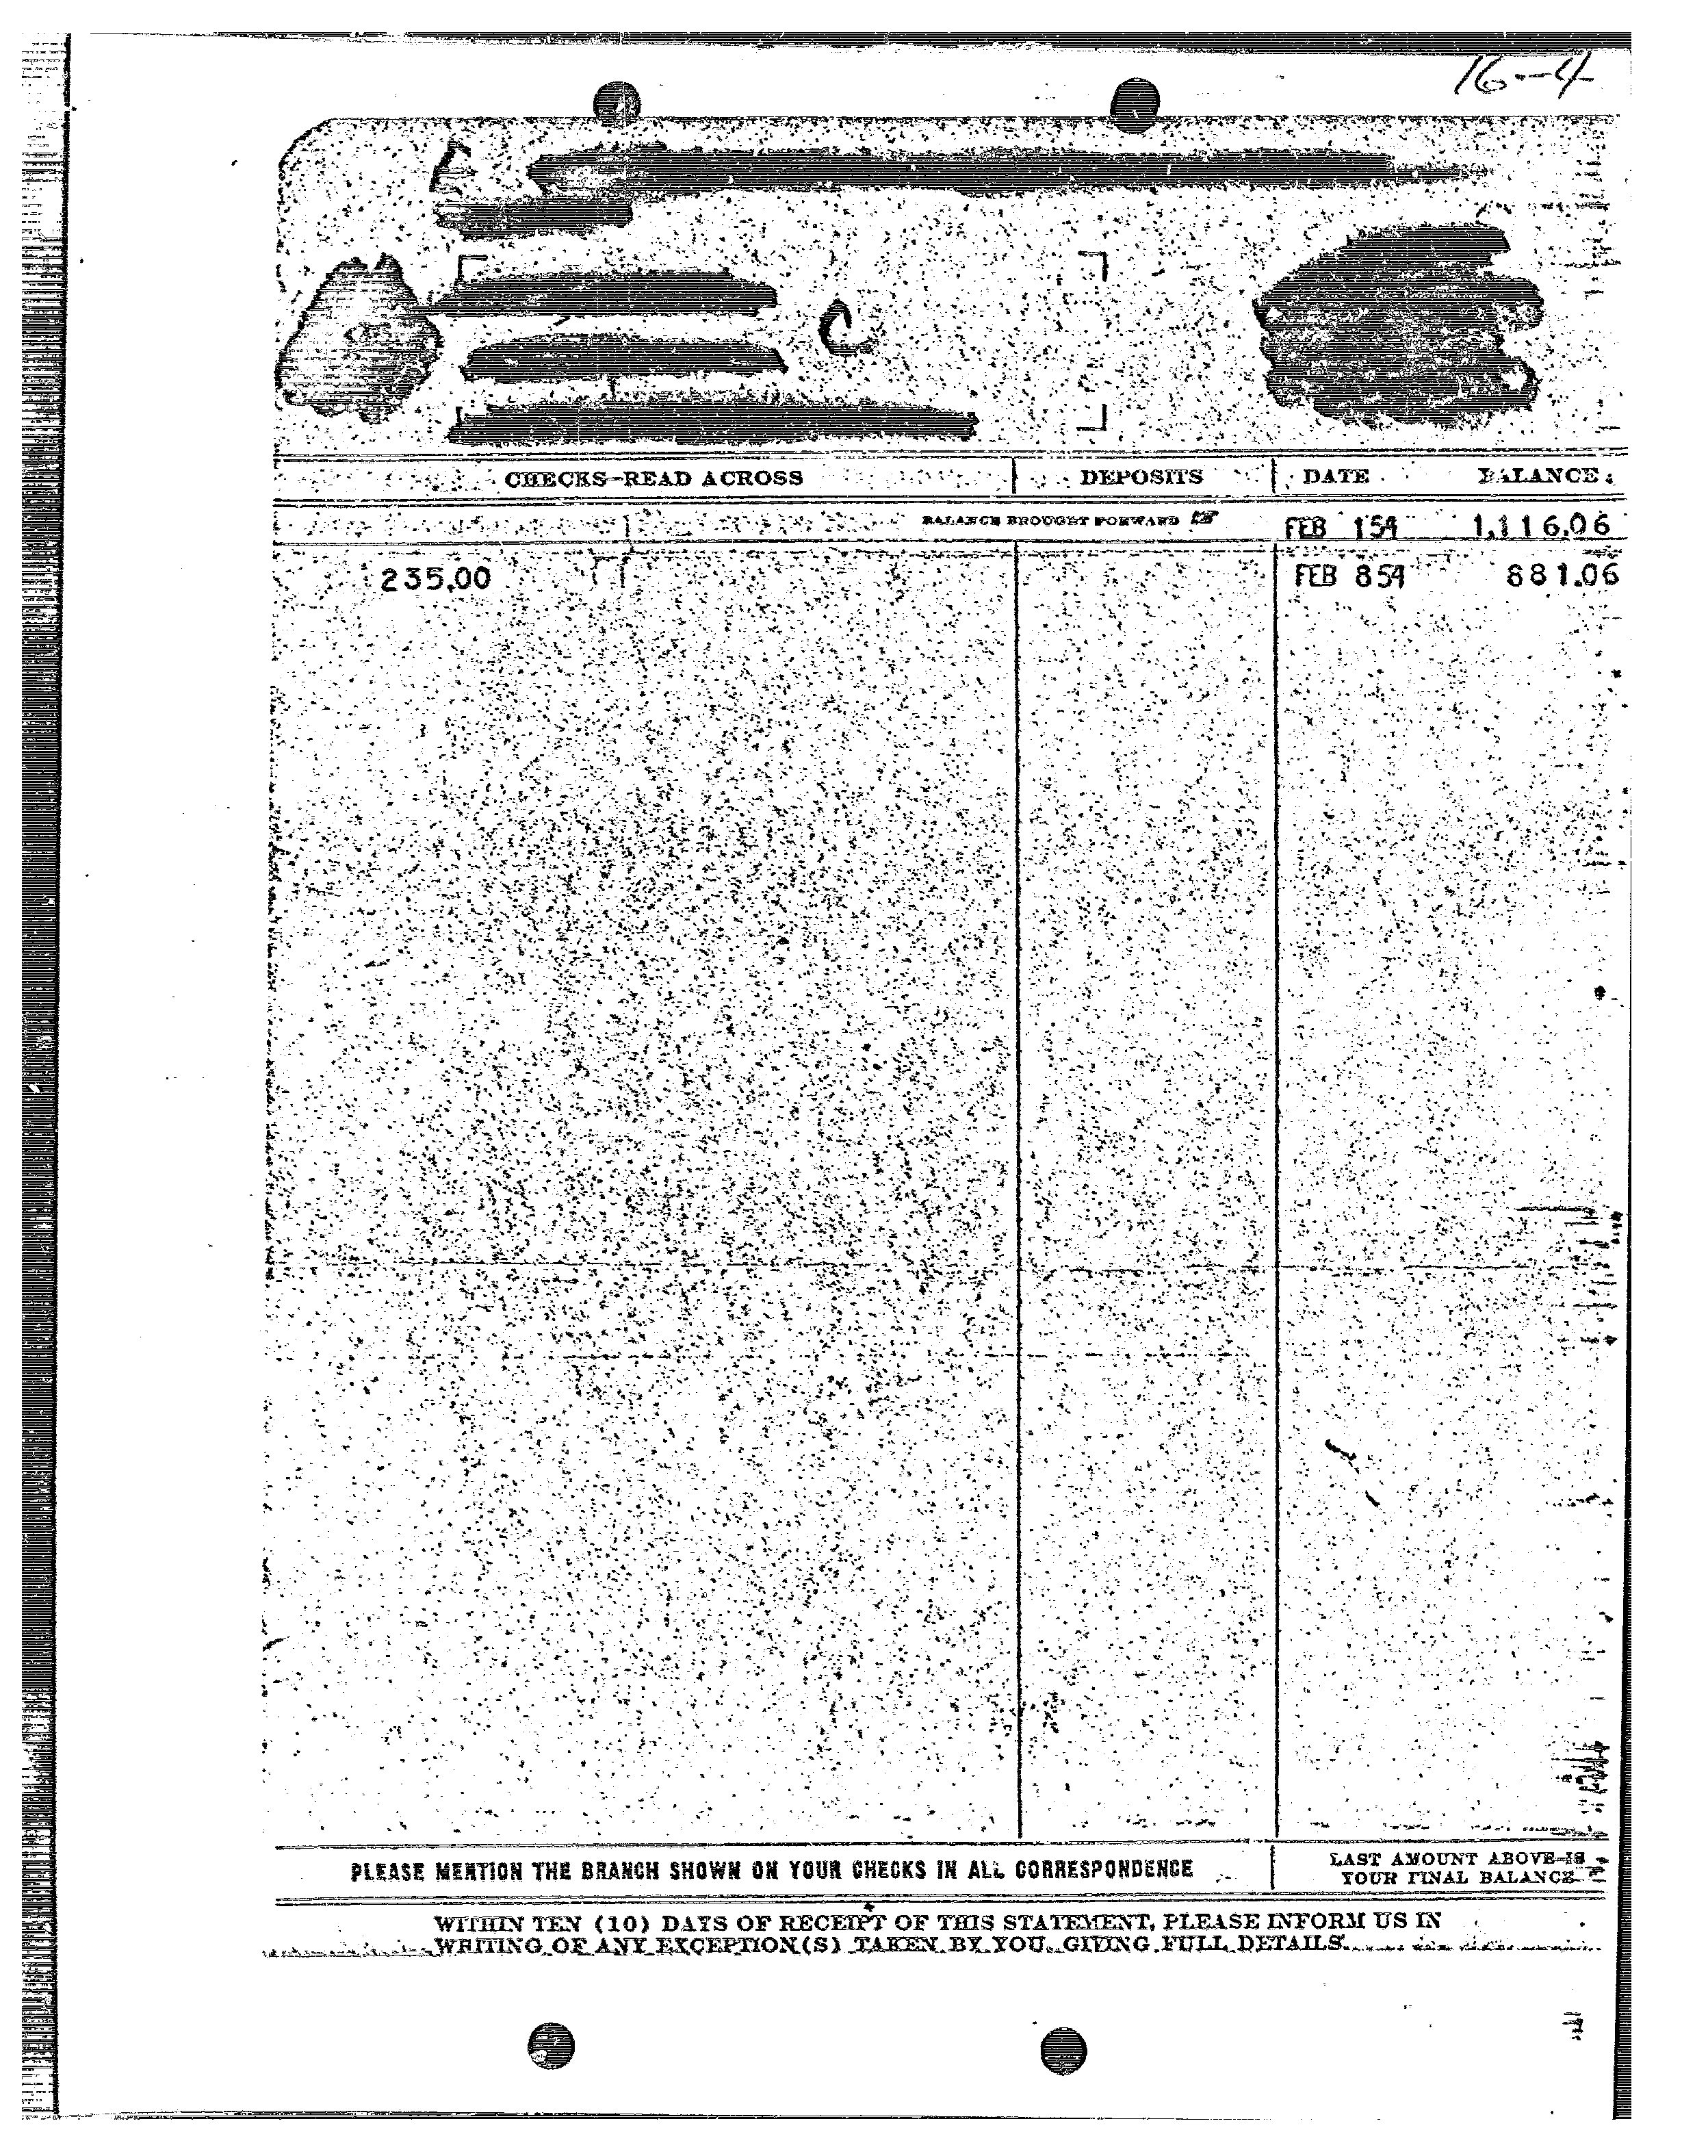 16--4
C
CHECKS-READ ACROSS DEPOSITS DATE BALANCE
BALANCE BROUGHT FORWARD FEB 1 54 1,116.06
235.00 FEB 8 54 881.06
PLEASE MENTION THE BRANCH SHOWN ON YOUR CHECKS IN ALL CORRESPONDENCE
LAST AMOUNT ABOVE IS
YOUR FINAL BALANCE
WITHIN TEN (10) DAYS OF RECEIPT OF THIS STATEMENT, PLEASE INFORM US IN
WRITING OF ANY EXCEPTION(S) TAKEN BY YOU GIVING FULL DETAILS.